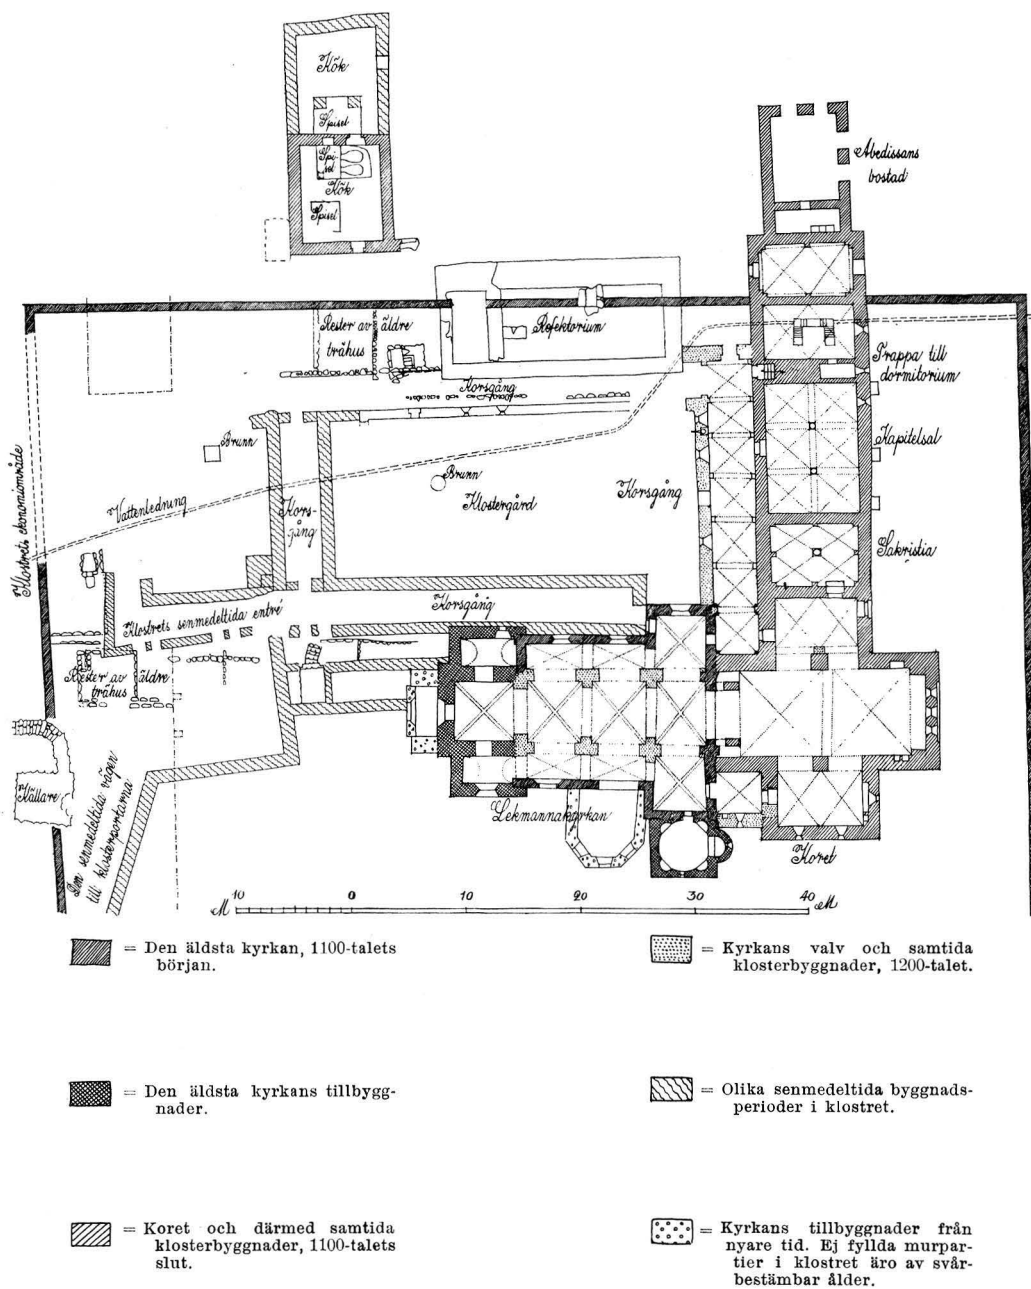 Kök
Spisel
Spi-
sel
Kök
Spisel
Abedissans
bostad
Rester av äldre
trähus
Refektorium
Korsgång
Trappa till
dormitorium
Kapitelsal
Brunn
Brunn
Klostergård
Korsgång
Vattenledning
Kors-
gång
Klostrets ekonomiområde
Sakristia
Korsgång
Klostrets senmedeltida entré
Rester av äldre
trähus
Källare
Den senmedeltida vägen
till klosterportarna
Lekmannakyrkan
Koret
M 10 0 10 20 30 40 M
= Den äldsta kyrkan, 1100-talets
början.
= Den äldsta kyrkans tillbygg-
nader.
= Koret och därmed samtida
klosterbyggnader, 1100-talets
slut.
= Kyrkans valv och samtida
klosterbyggnader, 1200-talet.
= Olika senmedeltida byggnads-
perioder i klostret.
= Kyrkans tillbyggnader från
nyare tid. Ej fyllda murpar-
tier i klostret äro av svår-
bestämbar ålder.